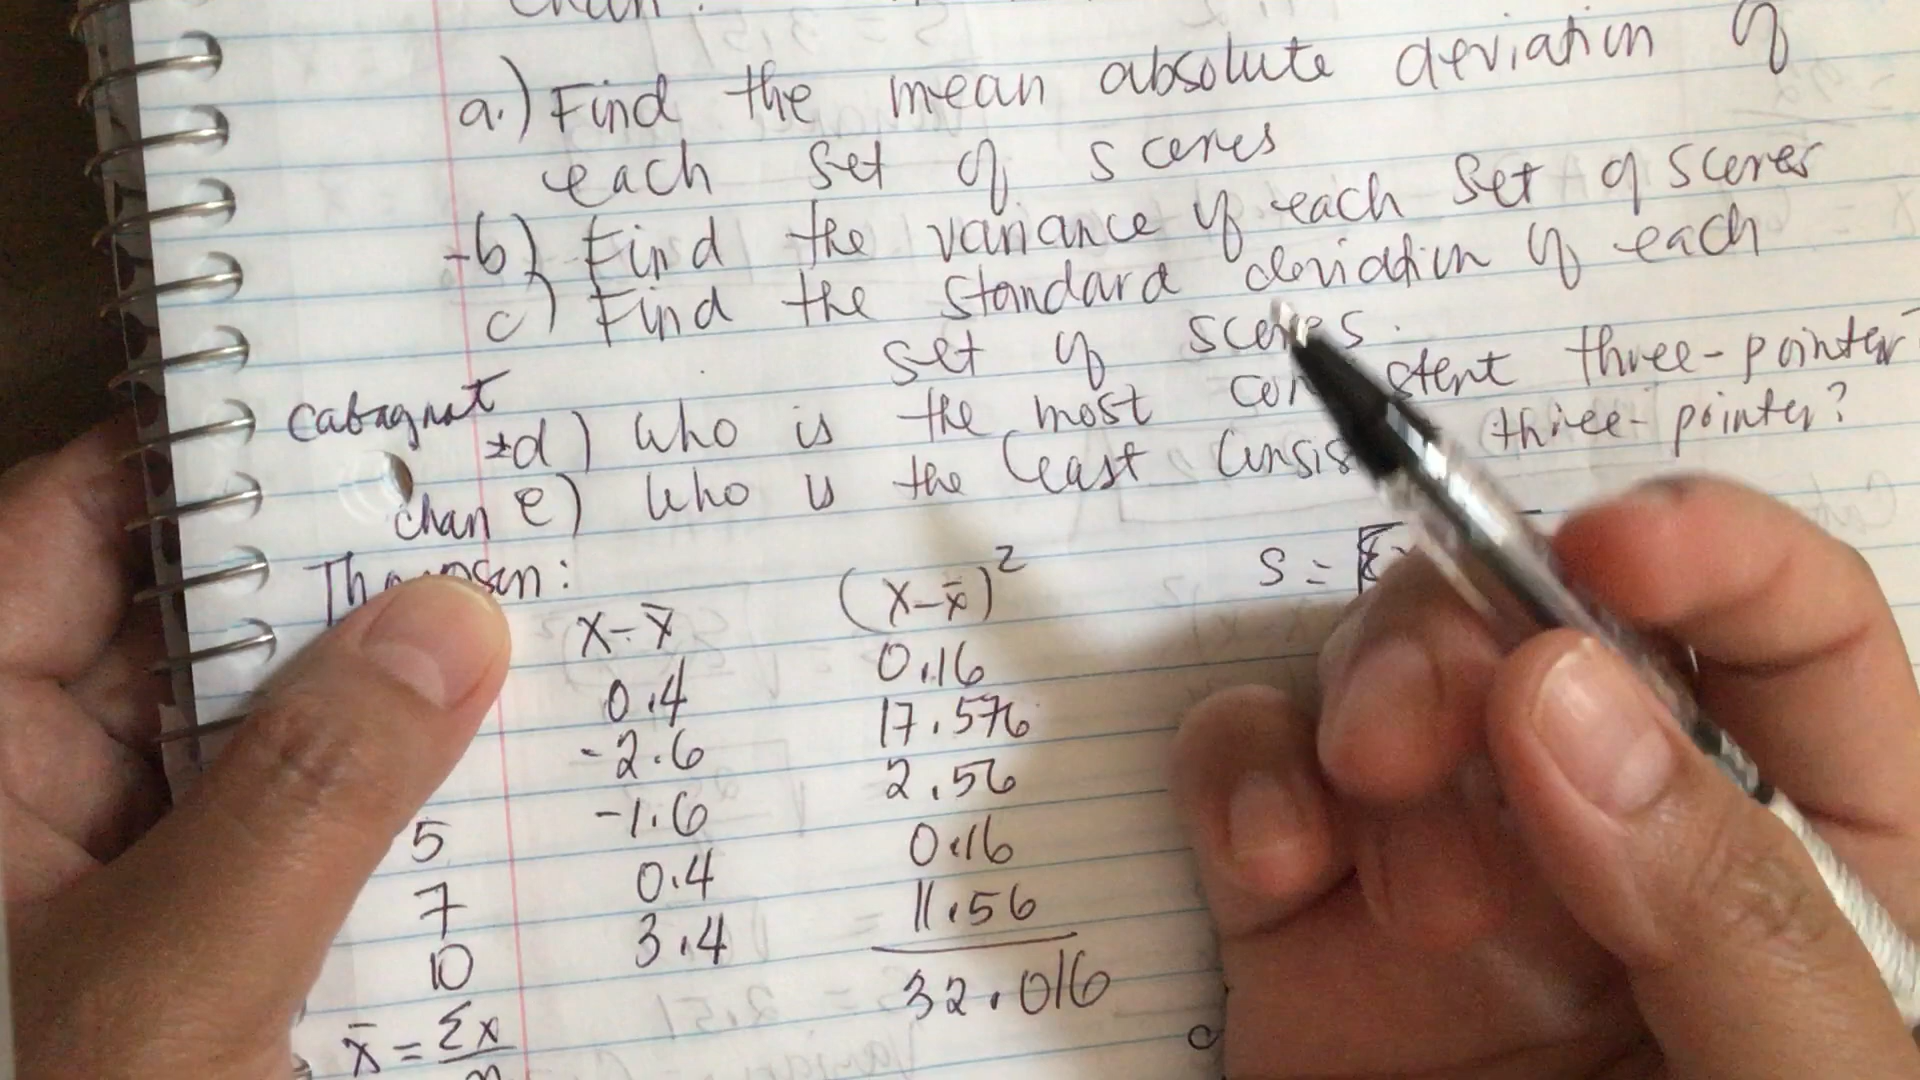 a.) Find the mean absolute deviation of
each set of scores
-b) Find the variance of each set of scores
c) Find the standard deviation of each
set of scores.
Cabagnot
d) Who is the most three-pointer
chan e) Who is the least three-pointer?
x-x̄ (x-x̄)²
0.4 0.16
-2.6 17.576
-1.6 2.56
5 0.4 0.16
7 3.4 11.56
10 32.016
x̄ = Σx
S =